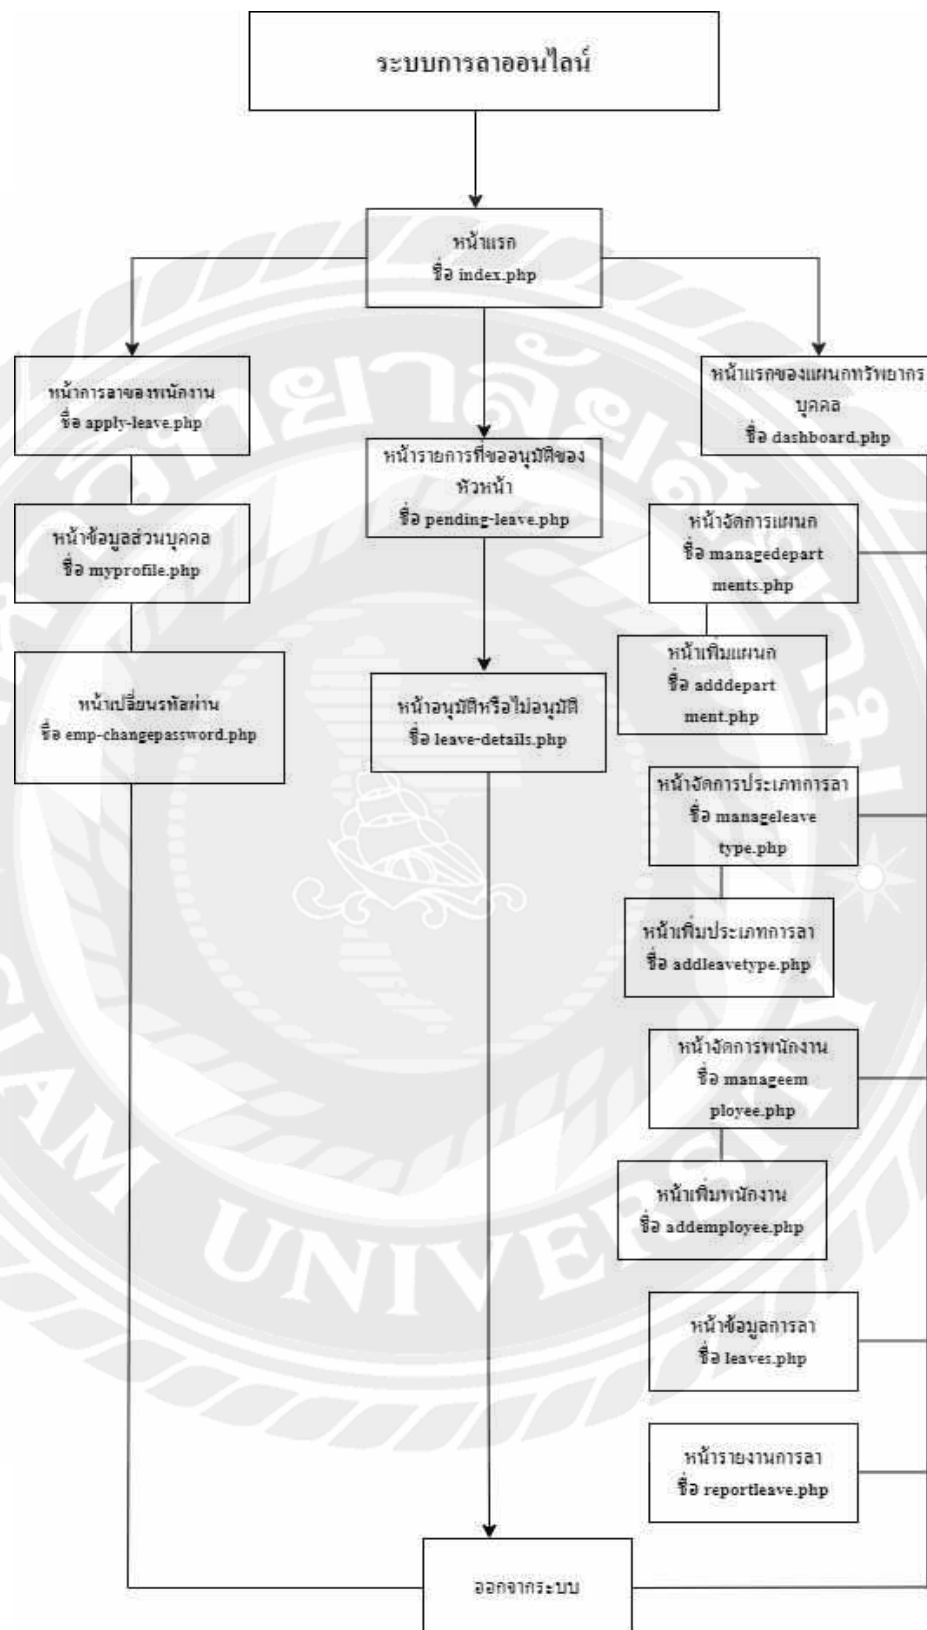 ระบบการลาออนไลน์
หน้าแรก
ชื่อ index.php
หน้าการลาของพนักงาน
ชื่อ apply-leave.php
หน้าข้อมูลส่วนบุคคล
ชื่อ myprofile.php
หน้าเปลี่ยนรหัสผ่าน
ชื่อ emp-changepassword.php
หน้ารายการที่ขออนุมัติของ
หัวหน้า
ชื่อ pending-leave.php
หน้าอนุมัติหรือไม่อนุมัติ
ชื่อ leave-details.php
หน้าแรกของแผนกทรัพยากร
บุคคล
ชื่อ dashboard.php
หน้าจัดการแผนก
ชื่อ managedepart
ments.php
หน้าเพิ่มแผนก
ชื่อ adddepart
ment.php
หน้าจัดการประเภทการลา
ชื่อ manageleave
type.php
หน้าเพิ่มประเภทการลา
ชื่อ addleavetype.php
หน้าจัดการพนักงาน
ชื่อ manageem
ployee.php
หน้าเพิ่มพนักงาน
ชื่อ addemployee.php
หน้าข้อมูลการลา
ชื่อ leaves.php
หน้ารายงานการลา
ชื่อ reportleave.php
ออกจากระบบ
SIAM UNIVERSITY